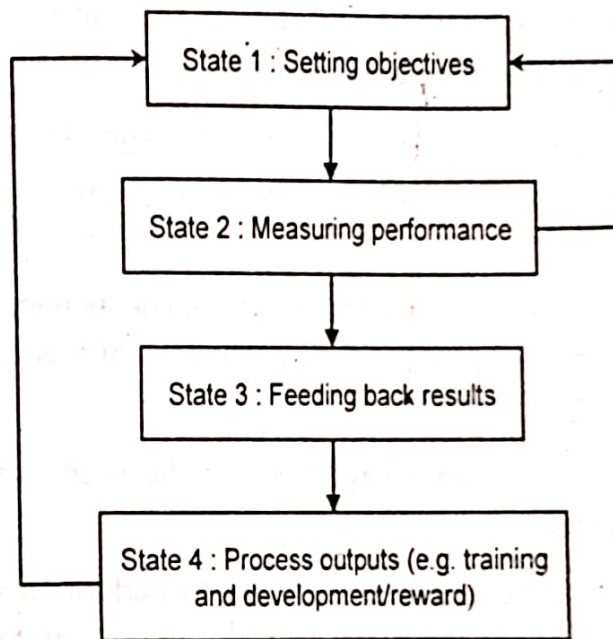 State 1 : Setting objectives
State 2 : Measuring performance
State 3 : Feeding back results
State 4 : Process outputs (e.g. training
and development/reward)